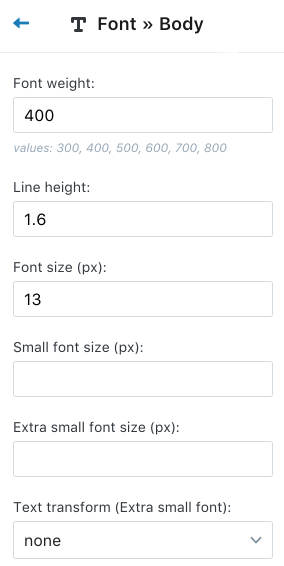 Font » Body
Font weight:
400
values: 300, 400, 500, 600, 700, 800
Line height:
1.6
Font size (px):
13
Small font size (px):
Extra small font size (px):
Text transform (Extra small font):
none